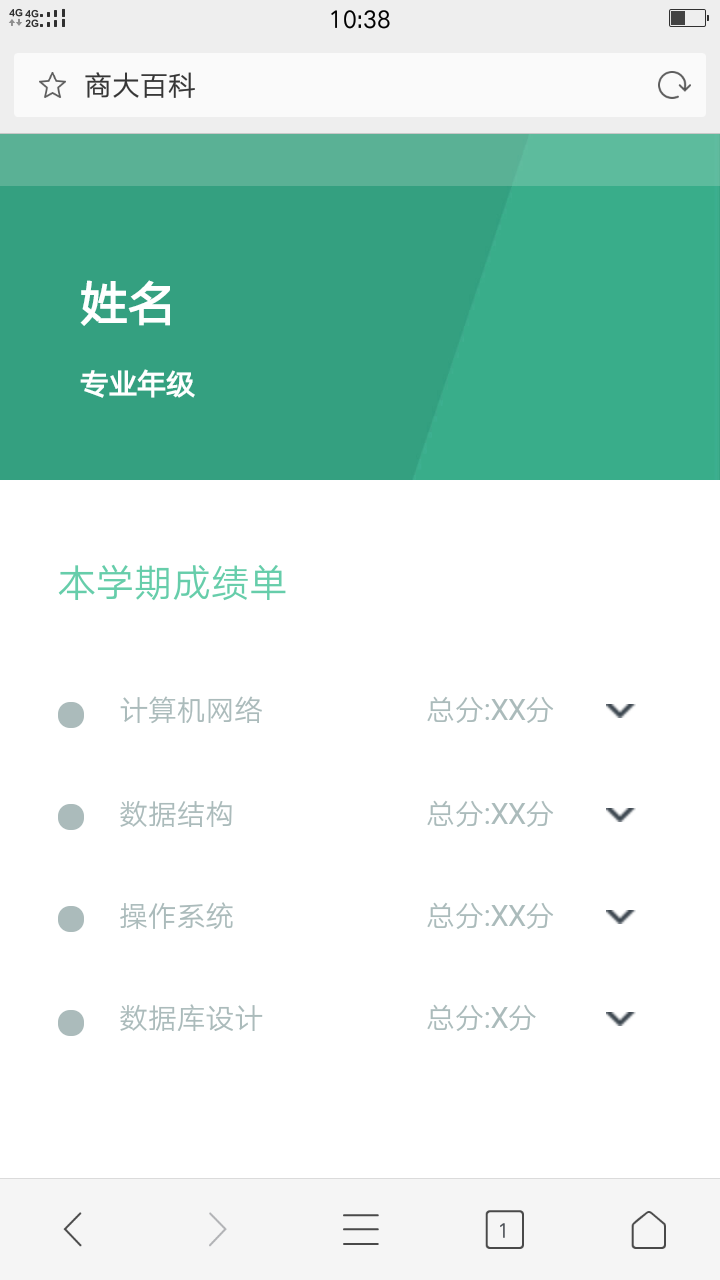 4G 4G 2G 10:38
商大百科
姓名
专业年级
本学期成绩单
计算机网络 总分:XX分
数据结构 总分:XX分
操作系统 总分:XX分
数据库设计 总分:X分
1